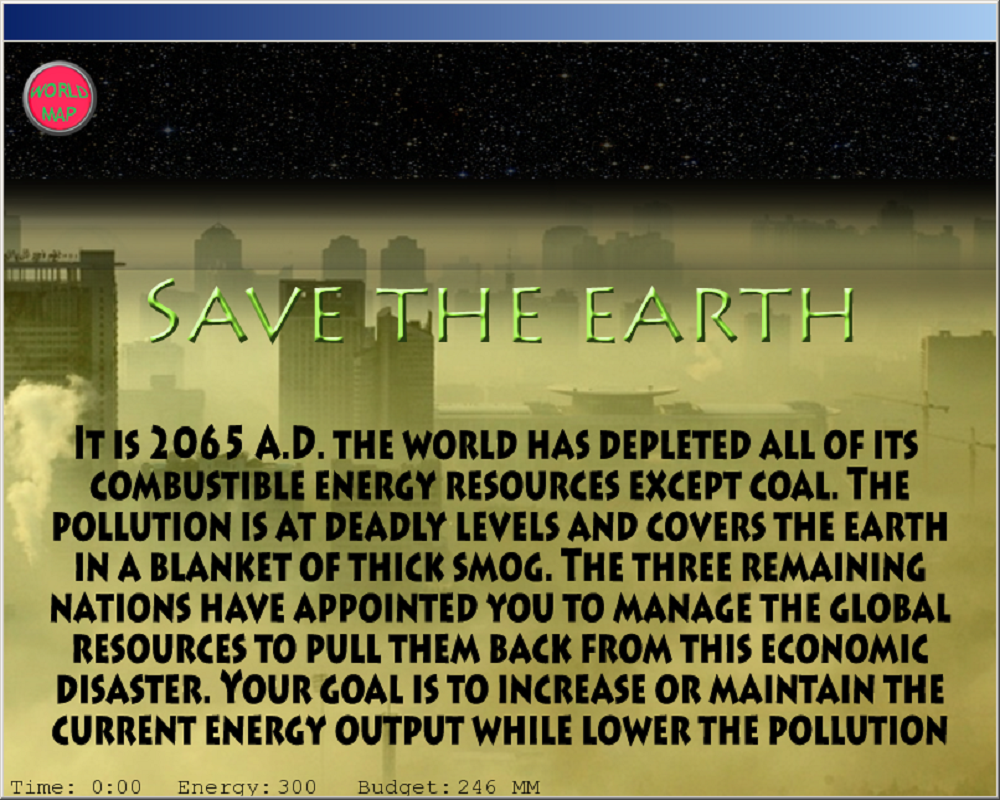 WORLD
MAP
SAVE THE EARTH
IT IS 2065 A.D. THE WORLD HAS DEPLETED ALL OF ITS
COMBUSTIBLE ENERGY RESOURCES EXCEPT COAL. THE
POLLUTION IS AT DEADLY LEVELS AND COVERS THE EARTH
IN A BLANKET OF THICK SMOG. THE THREE REMAINING
NATIONS HAVE APPOINTED YOU TO MANAGE THE GLOBAL
RESOURCES TO PULL THEM BACK FROM THIS ECONOMIC
DISASTER. YOUR GOAL IS TO INCREASE OR MAINTAIN THE
CURRENT ENERGY OUTPUT WHILE LOWER THE POLLUTION
Time: 0:00 Energy: 300 Budget: 246 MM